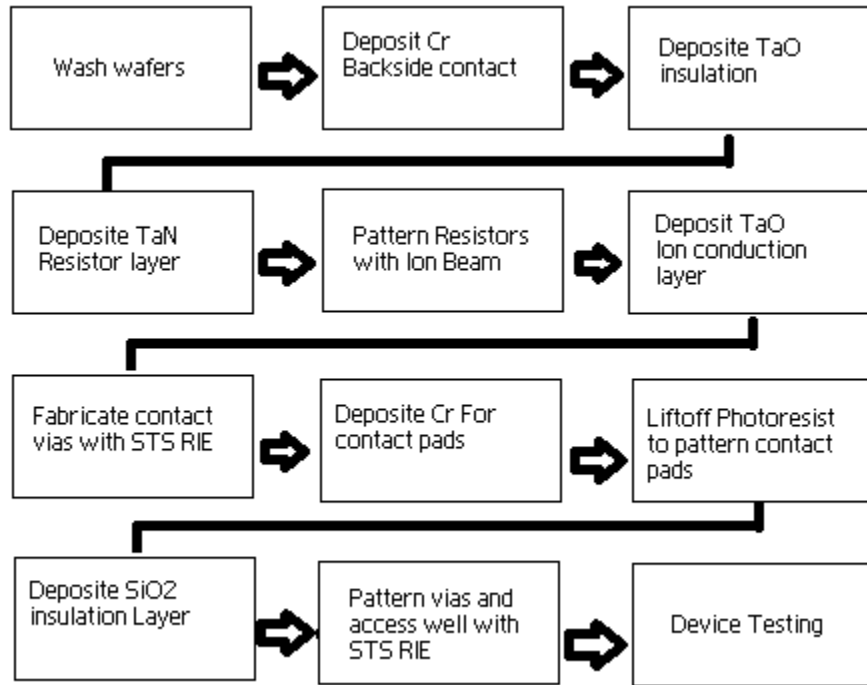 Wash wafers
Deposit Cr
Backside contact
Deposite TaO
insulation
Deposite TaN
Resistor layer
Pattern Resistors
with Ion Beam
Deposit TaO
Ion conduction
layer
Fabricate contact
vias with STS RIE
Deposite Cr For
contact pads
Liftoff Photoresist
to pattern contact
pads
Deposite SiO2
insulation Layer
Pattern vias and
access well with
STS RIE
Device Testing